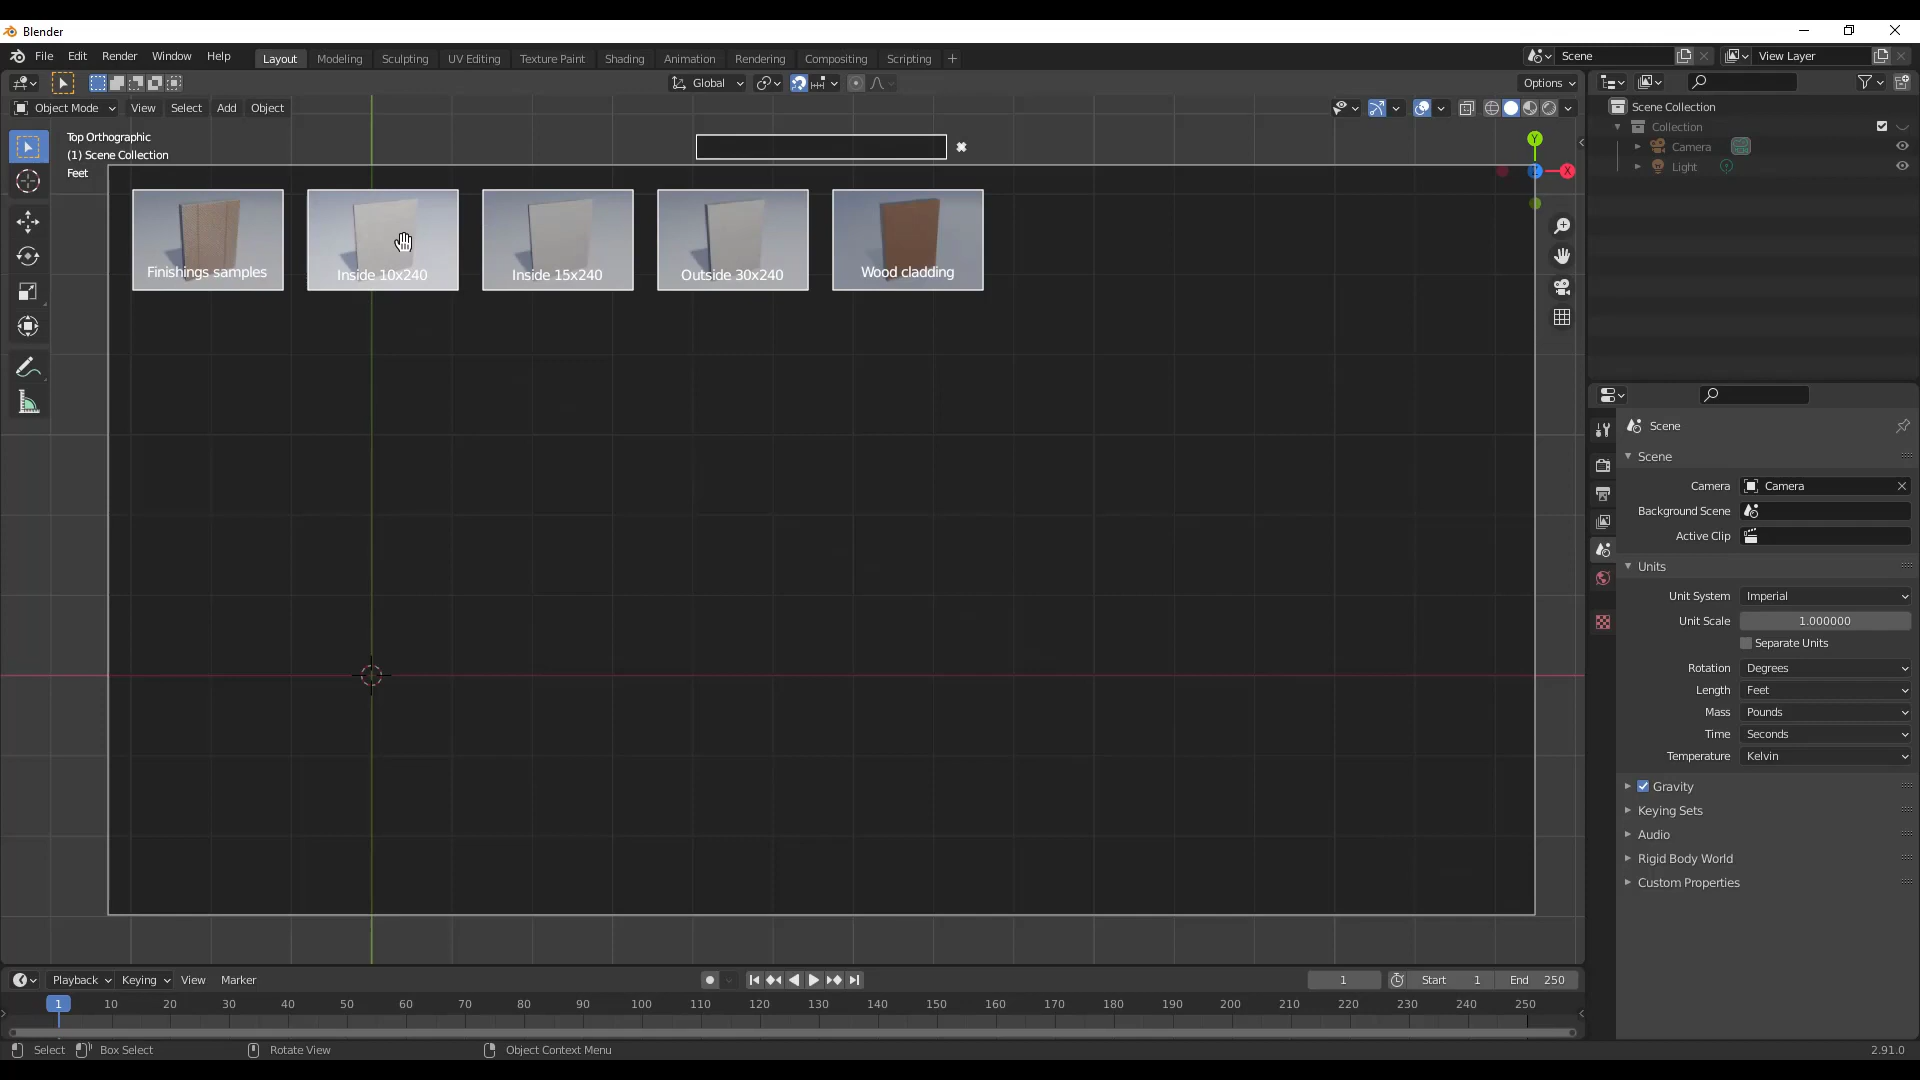 Blender
File Edit Render Window Help Layout Modeling Sculpting UV Editing Texture Paint Shading Animation Rendering Compositing Scripting + Scene View Layer
Global Options
Object Mode View Select Add Object
Top Orthographic
(1) Scene Collection
Feet
Y
X
Finishings samples
Inside 10x240
Inside 15x240
Outside 30x240
Wood cladding
Scene Collection
Collection
Camera
Light
Scene
Scene
Camera Camera
Background Scene
Active Clip
Units
Unit System Imperial
Unit Scale 1.000000
Separate Units
Rotation Degrees
Length Feet
Mass Pounds
Time Seconds
Temperature Kelvin
Gravity
Keying Sets
Audio
Rigid Body World
Custom Properties
Playback Keying View Marker 1 Start 1 End 250
1 10 20 30 40 50 60 70 80 90 100 110 120 130 140 150 160 170 180 190 200 210 220 230 240 250
Select Box Select Rotate View Object Context Menu 2.91.0